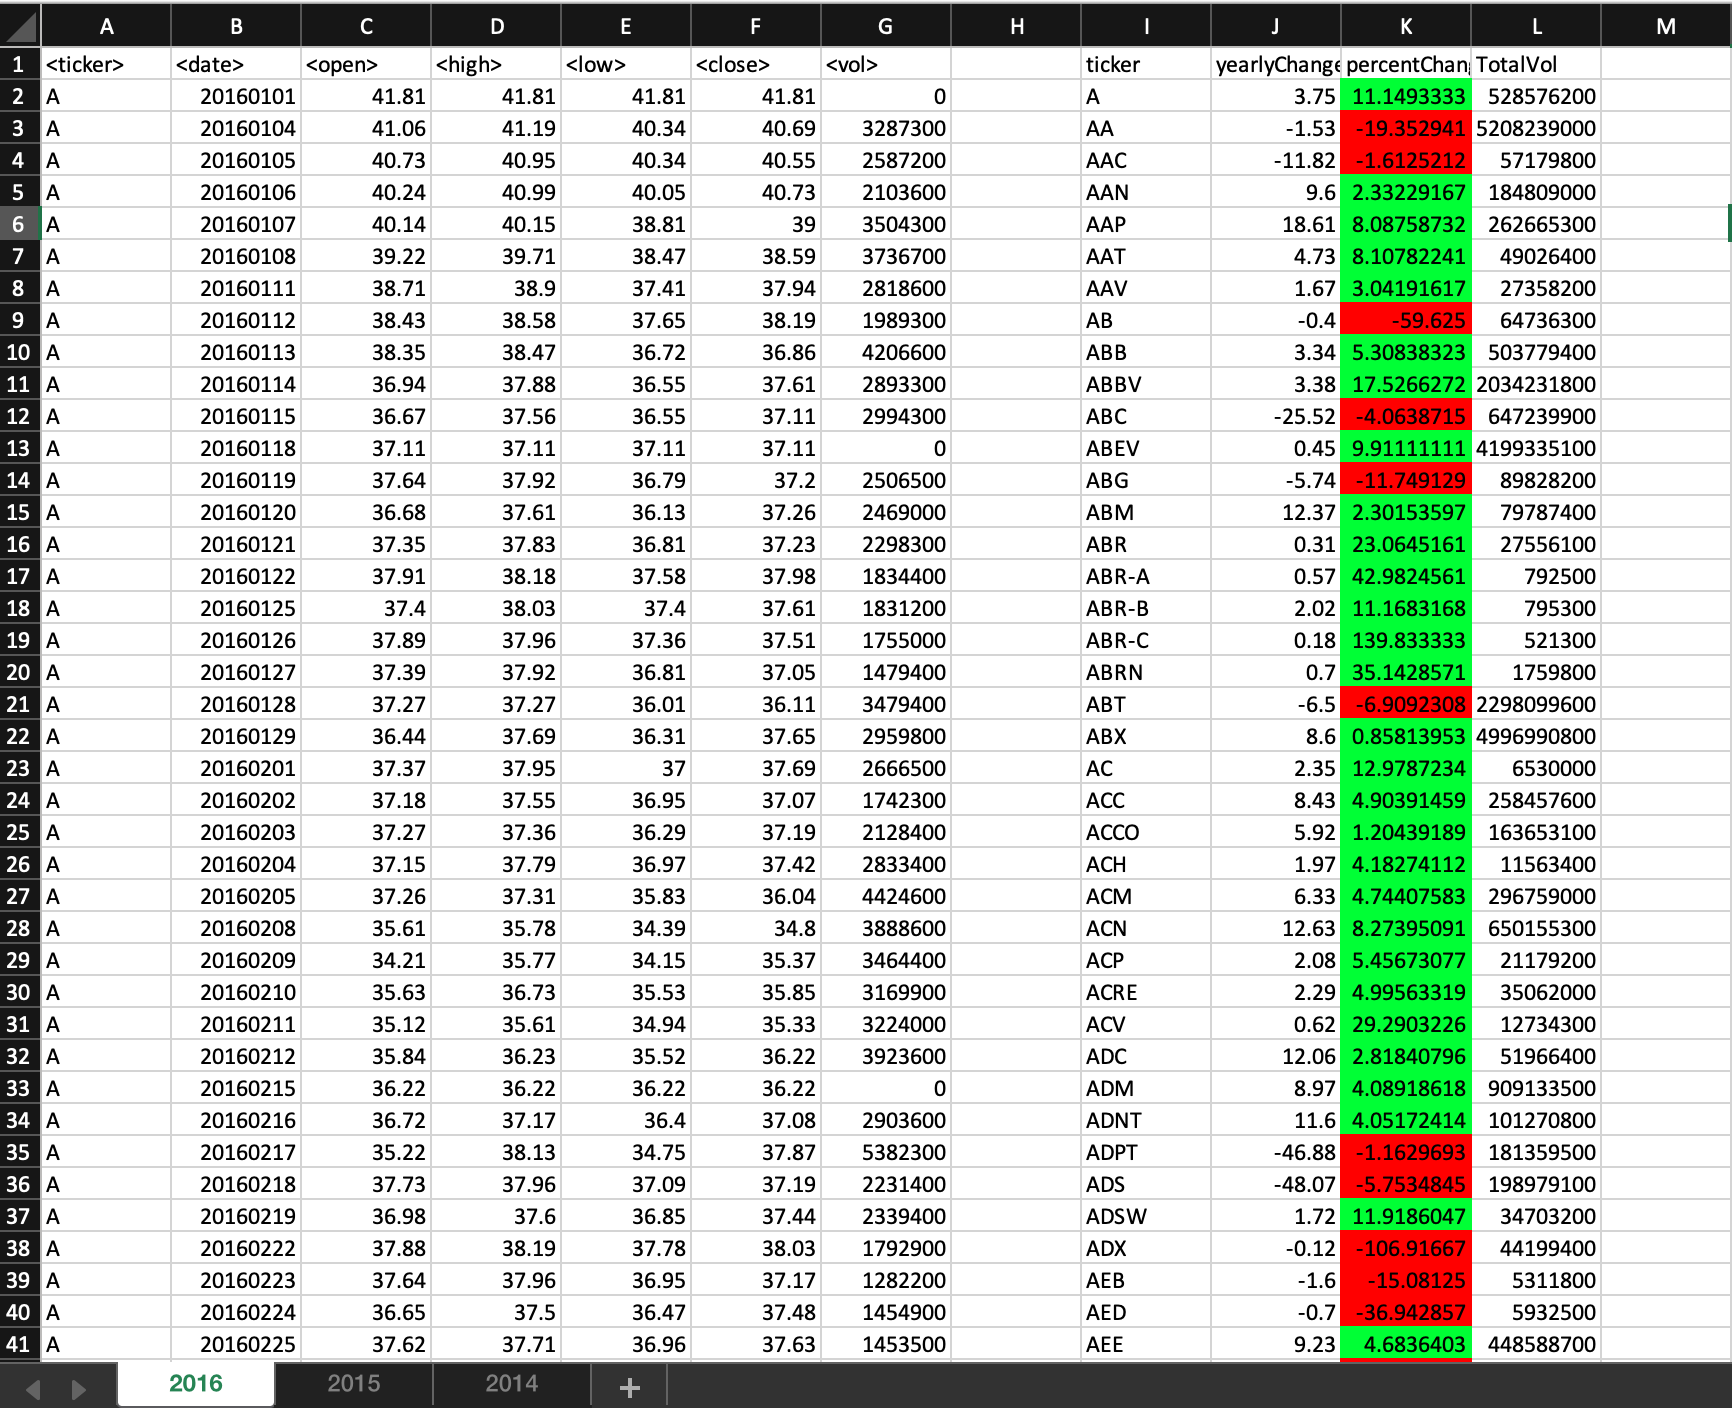 A B C D E F G H I J K L M
1 <ticker> <date> <open> <high> <low> <close> <vol> ticker yearlyChange percentChan TotalVol
2 A 20160101 41.81 41.81 41.81 41.81 0 A 3.75 11.1493333 528576200
3 A 20160104 41.06 41.19 40.34 40.69 3287300 AA -1.53 -19.352941 5208239000
4 A 20160105 40.73 40.95 40.34 40.55 2587200 AAC -11.82 -1.6125212 57179800
5 A 20160106 40.24 40.99 40.05 40.73 2103600 AAN 9.6 2.33229167 184809000
6 A 20160107 40.14 40.15 38.81 39 3504300 AAP 18.61 8.08758732 262665300
7 A 20160108 39.22 39.71 38.47 38.59 3736700 AAT 4.73 8.10782241 49026400
8 A 20160111 38.71 38.9 37.41 37.94 2818600 AAV 1.67 3.04191617 27358200
9 A 20160112 38.43 38.58 37.65 38.19 1989300 AB -0.4 -59.625 64736300
10 A 20160113 38.35 38.47 36.72 36.86 4206600 ABB 3.34 5.30838323 503779400
11 A 20160114 36.94 37.88 36.55 37.61 2893300 ABBV 3.38 17.5266272 2034231800
12 A 20160115 36.67 37.56 36.55 37.11 2994300 ABC -25.52 -4.0638715 647239900
13 A 20160118 37.11 37.11 37.11 37.11 0 ABEV 0.45 9.91111111 4199335100
14 A 20160119 37.64 37.92 36.79 37.2 2506500 ABG -5.74 -11.749129 89828200
15 A 20160120 36.68 37.61 36.13 37.26 2469000 ABM 12.37 2.30153597 79787400
16 A 20160121 37.35 37.83 36.81 37.23 2298300 ABR 0.31 23.0645161 27556100
17 A 20160122 37.91 38.18 37.58 37.98 1834400 ABR-A 0.57 42.9824561 792500
18 A 20160125 37.4 38.03 37.4 37.61 1831200 ABR-B 2.02 11.1683168 795300
19 A 20160126 37.89 37.96 37.36 37.51 1755000 ABR-C 0.18 139.833333 521300
20 A 20160127 37.39 37.92 36.81 37.05 1479400 ABRN 0.7 35.1428571 1759800
21 A 20160128 37.27 37.27 36.01 36.11 3479400 ABT -6.5 -6.9092308 2298099600
22 A 20160129 36.44 37.69 36.31 37.65 2959800 ABX 8.6 0.85813953 4996990800
23 A 20160201 37.37 37.95 37 37.69 2666500 AC 2.35 12.9787234 6530000
24 A 20160202 37.18 37.55 36.95 37.07 1742300 ACC 8.43 4.90391459 258457600
25 A 20160203 37.27 37.36 36.29 37.19 2128400 ACCO 5.92 1.20439189 163653100
26 A 20160204 37.15 37.79 36.97 37.42 2833400 ACH 1.97 4.18274112 11563400
27 A 20160205 37.26 37.31 35.83 36.04 4424600 ACM 6.33 4.74407583 296759000
28 A 20160208 35.61 35.78 34.39 34.8 3888600 ACN 12.63 8.27395091 650155300
29 A 20160209 34.21 35.77 34.15 35.37 3464400 ACP 2.08 5.45673077 21179200
30 A 20160210 35.63 36.73 35.53 35.85 3169900 ACRE 2.29 4.99563319 35062000
31 A 20160211 35.12 35.61 34.94 35.33 3224000 ACV 0.62 29.2903226 12734300
32 A 20160212 35.84 36.23 35.52 36.22 3923600 ADC 12.06 2.81840796 51966400
33 A 20160215 36.22 36.22 36.22 36.22 0 ADM 8.97 4.08918618 909133500
34 A 20160216 36.72 37.17 36.4 37.08 2903600 ADNT 11.6 4.05172414 101270800
35 A 20160217 35.22 38.13 34.75 37.87 5382300 ADPT -46.88 -1.1629693 181359500
36 A 20160218 37.73 37.96 37.09 37.19 2231400 ADS -48.07 -5.7534845 198979100
37 A 20160219 36.98 37.6 36.85 37.44 2339400 ADSW 1.72 11.9186047 34703200
38 A 20160222 37.88 38.19 37.78 38.03 1792900 ADX -0.12 -106.91667 44199400
39 A 20160223 37.64 37.96 36.95 37.17 1282200 AEB -1.6 -15.08125 5311800
40 A 20160224 36.65 37.5 36.47 37.48 1454900 AED -0.7 -36.942857 5932500
41 A 20160225 37.62 37.71 36.96 37.63 1453500 AEE 9.23 4.6836403 448588700
2016 2015 2014 +